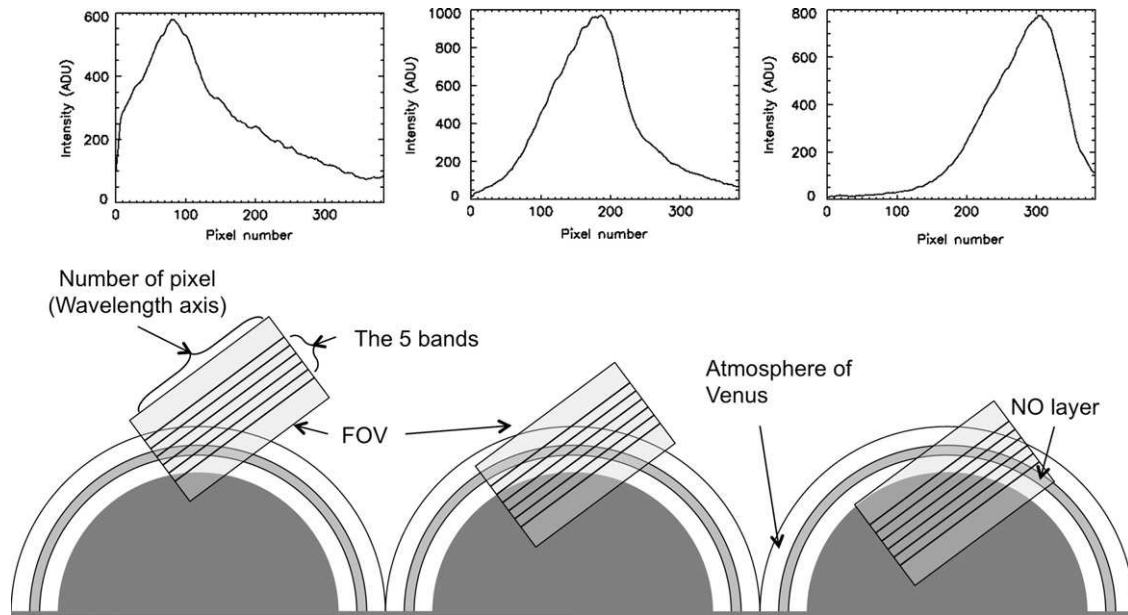 600
400
200
0
Intensity (ADU)
0 100 200 300
Pixel number
1000
800
600
400
200
0
Intensity (ADU)
0 100 200 300
Pixel number
800
600
400
200
0
Intensity (ADU)
0 100 200 300
Pixel number
Number of pixel
(Wavelength axis)
The 5 bands
FOV
Atmosphere of
Venus
NO layer